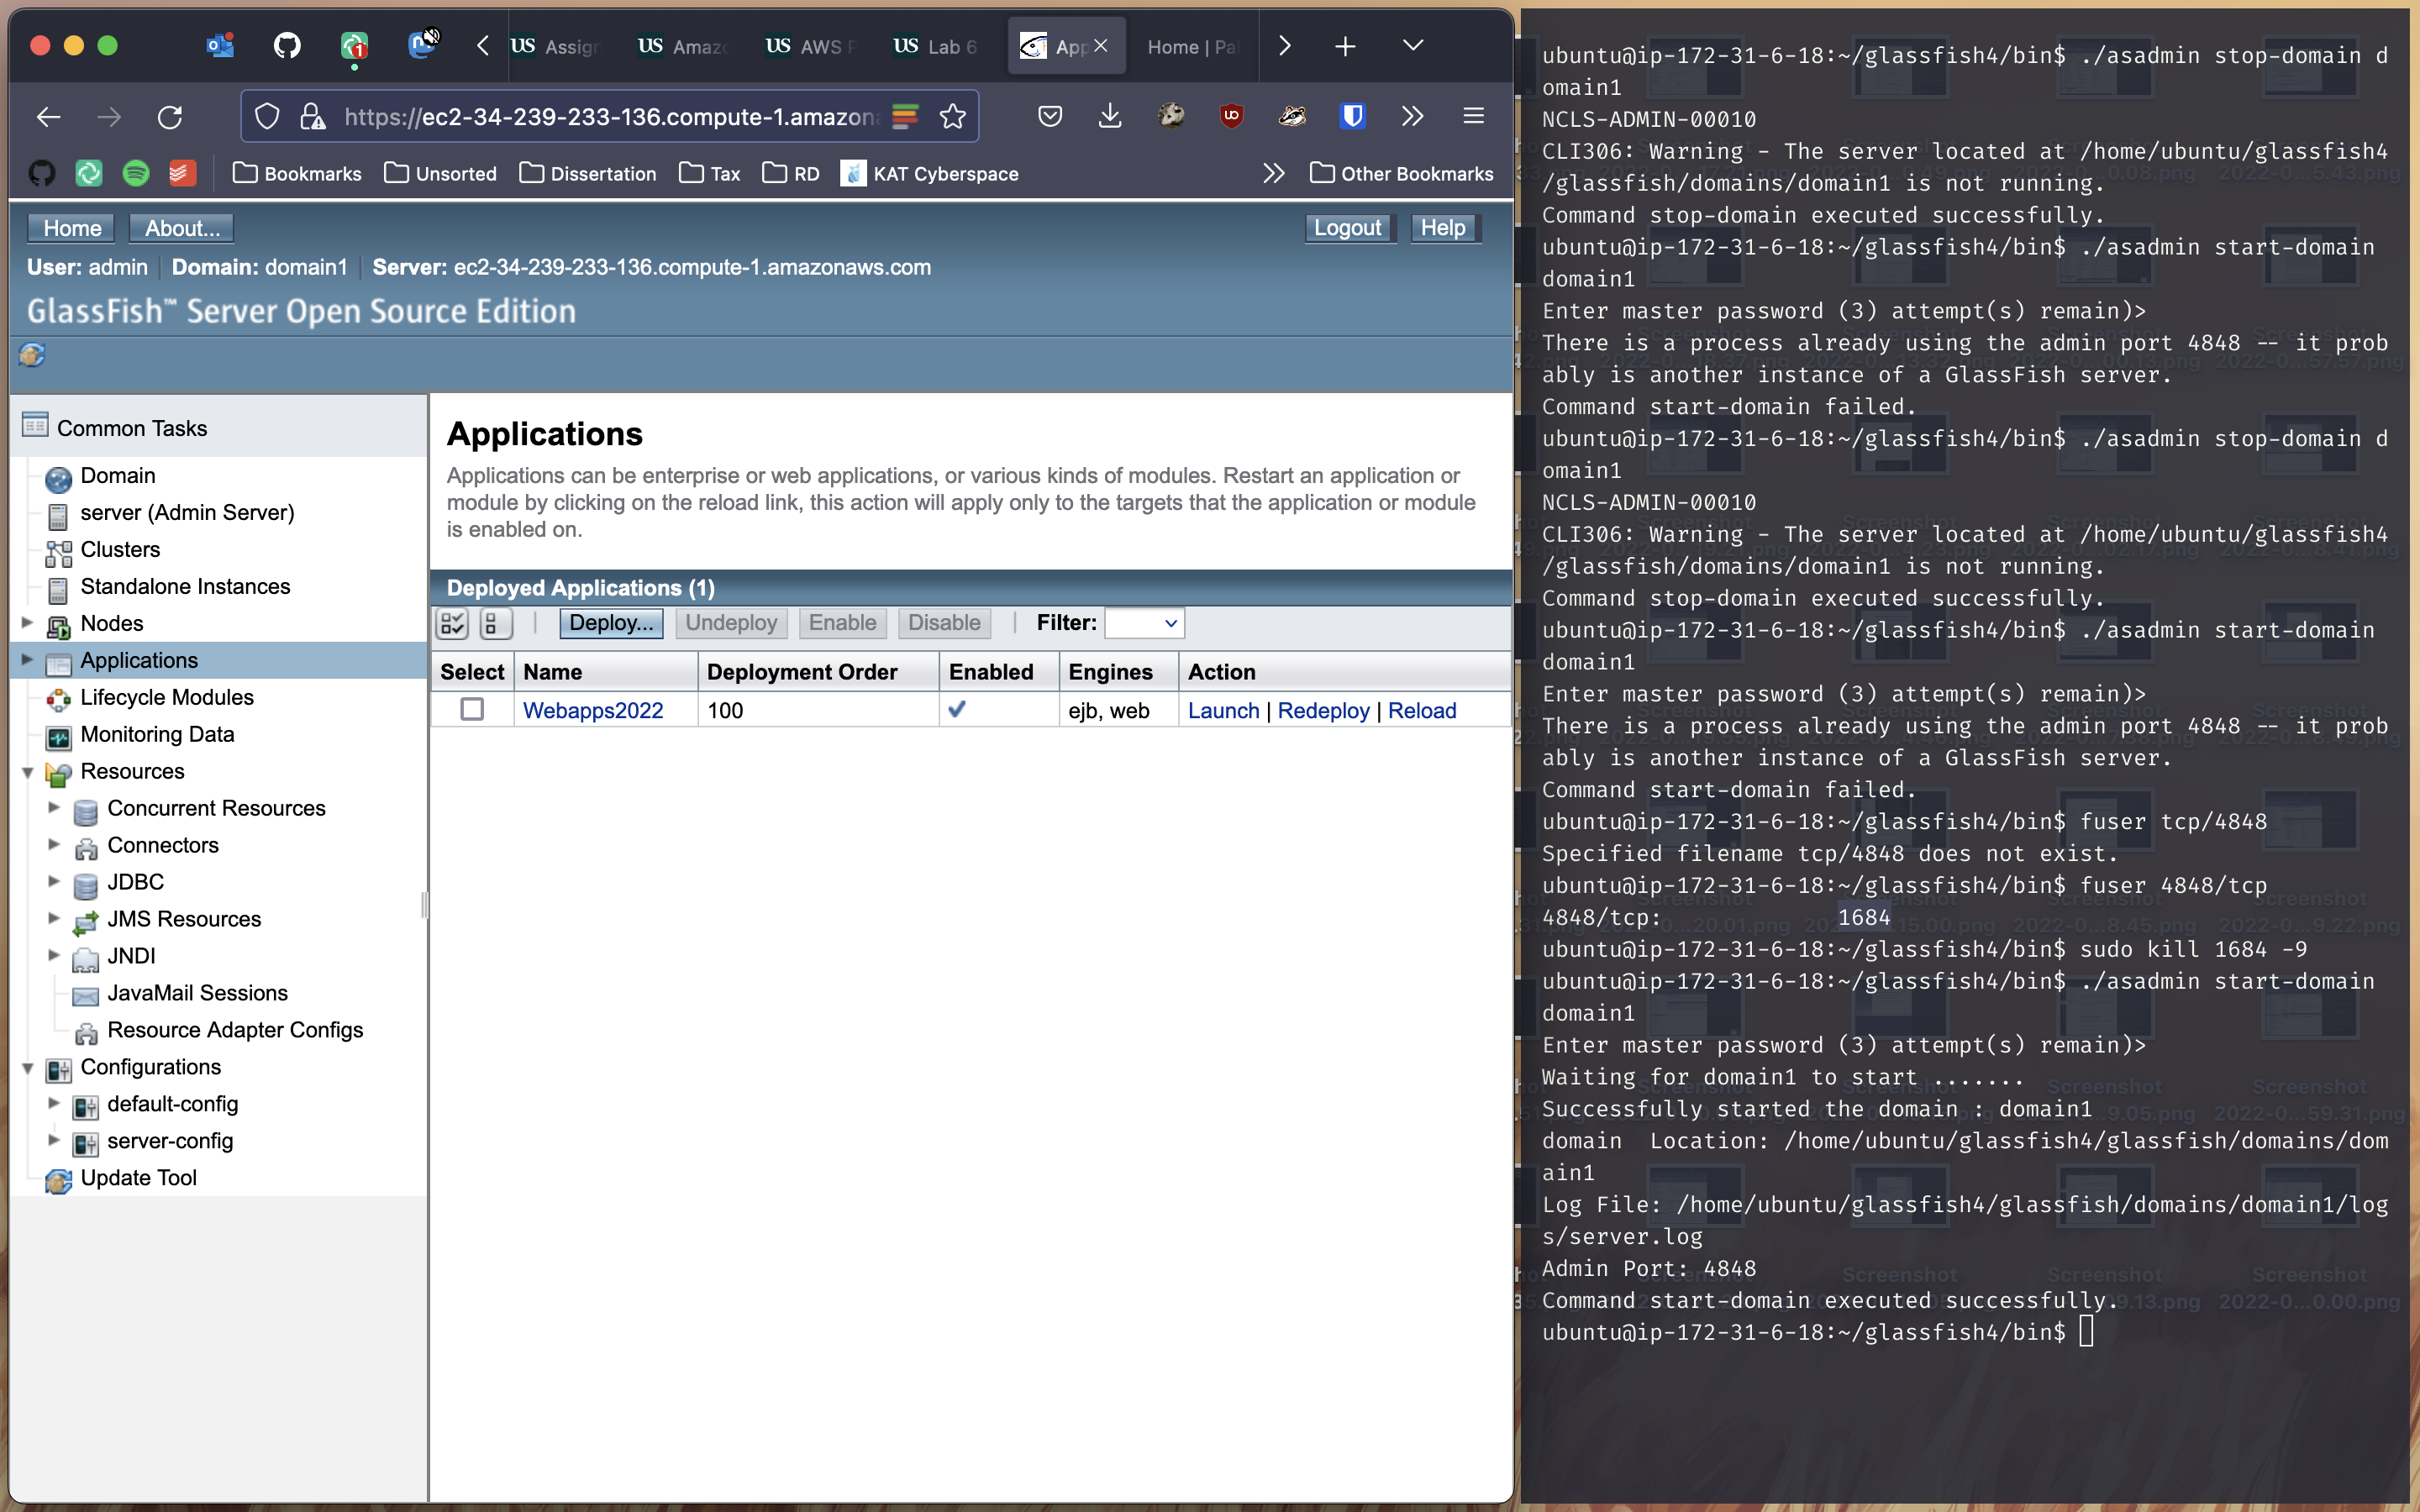 US Assign
US Amaz
US AWS P
US Lab 6
App
Home | Pa
https://ec2-34-239-233-136.compute-1.amazon
Bookmarks
Unsorted
Dissertation
Tax
RD
KAT Cyberspace
Other Bookmarks
Home
About...
Logout
Help
User: admin
Domain: domain1
Server: ec2-34-239-233-136.compute-1.amazonaws.com
GlassFish™ Server Open Source Edition
Common Tasks
Domain
server (Admin Server)
Clusters
Standalone Instances
Nodes
Applications
Lifecycle Modules
Monitoring Data
Resources
Concurrent Resources
Connectors
JDBC
JMS Resources
JNDI
JavaMail Sessions
Resource Adapter Configs
Configurations
default-config
server-config
Update Tool
Applications
Applications can be enterprise or web applications, or various kinds of modules. Restart an application or
module by clicking on the reload link, this action will apply only to the targets that the application or module
is enabled on.
Deployed Applications (1)
Deploy... Undeploy Enable Disable Filter:
Select Name Deployment Order Enabled Engines Action
Webapps2022 100 ejb, web Launch | Redeploy | Reload
ubuntu@ip-172-31-6-18:~/glassfish4/bin$ ./asadmin stop-domain d
omain1
NCLS-ADMIN-00010
CLI306: Warning - The server located at /home/ubuntu/glassfish4
/glassfish/domains/domain1 is not running.
Command stop-domain executed successfully.
ubuntu@ip-172-31-6-18:~/glassfish4/bin$ ./asadmin start-domain
domain1
Enter master password (3) attempt(s) remain)>
There is a process already using the admin port 4848 -- it prob
ably is another instance of a GlassFish server.
Command start-domain failed.
ubuntu@ip-172-31-6-18:~/glassfish4/bin$ ./asadmin stop-domain d
omain1
NCLS-ADMIN-00010
CLI306: Warning - The server located at /home/ubuntu/glassfish4
/glassfish/domains/domain1 is not running.
Command stop-domain executed successfully.
ubuntu@ip-172-31-6-18:~/glassfish4/bin$ ./asadmin start-domain
domain1
Enter master password (3) attempt(s) remain)>
There is a process already using the admin port 4848 -- it prob
ably is another instance of a GlassFish server.
Command start-domain failed.
ubuntu@ip-172-31-6-18:~/glassfish4/bin$ fuser tcp/4848
Specified filename tcp/4848 does not exist.
ubuntu@ip-172-31-6-18:~/glassfish4/bin$ fuser 4848/tcp
4848/tcp: 1684
ubuntu@ip-172-31-6-18:~/glassfish4/bin$ sudo kill 1684 -9
ubuntu@ip-172-31-6-18:~/glassfish4/bin$ ./asadmin start-domain
domain1
Enter master password (3) attempt(s) remain)>
Waiting for domain1 to start .......
Successfully started the domain : domain1
domain  Location: /home/ubuntu/glassfish4/glassfish/domains/dom
ain1
Log File: /home/ubuntu/glassfish4/glassfish/domains/domain1/log
s/server.log
Admin Port: 4848
Command start-domain executed successfully.
ubuntu@ip-172-31-6-18:~/glassfish4/bin$